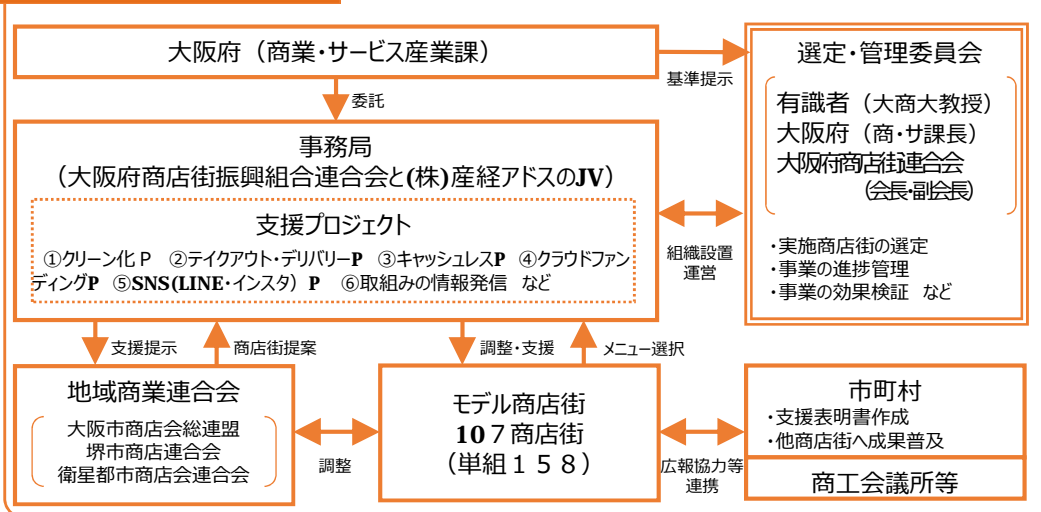 大阪府（商業・サービス産業課）
基準提示
選定・管理委員会
有識者（大商大教授）
大阪府（商・サ課長）
大阪府商店街連合会
（会長・副会長）
・実施商店街の選定
・事業の進捗管理
・事業の効果検証　など
委託
事務局
（大阪府商店街振興組合連合会と(株)産経アドスのJV）
支援プロジェクト
①クリーン化Ｐ　②テイクアウト・デリバリーP　③キャッシュレスP　④クラウドファン
ディングP　⑤SNS(LINE・インスタ）P　⑥取組みの情報発信　など
組織設置
運営
支援提示
商店街提案
調整・支援
メニュー選択
地域商業連合会
大阪市商店会総連盟
堺市商店連合会
衛星都市商店会連合会
調整
モデル商店街
10７商店街
（単組１５８）
広報協力等
連携
市町村
・支援表明書作成
・他商店街へ成果普及
商工会議所等